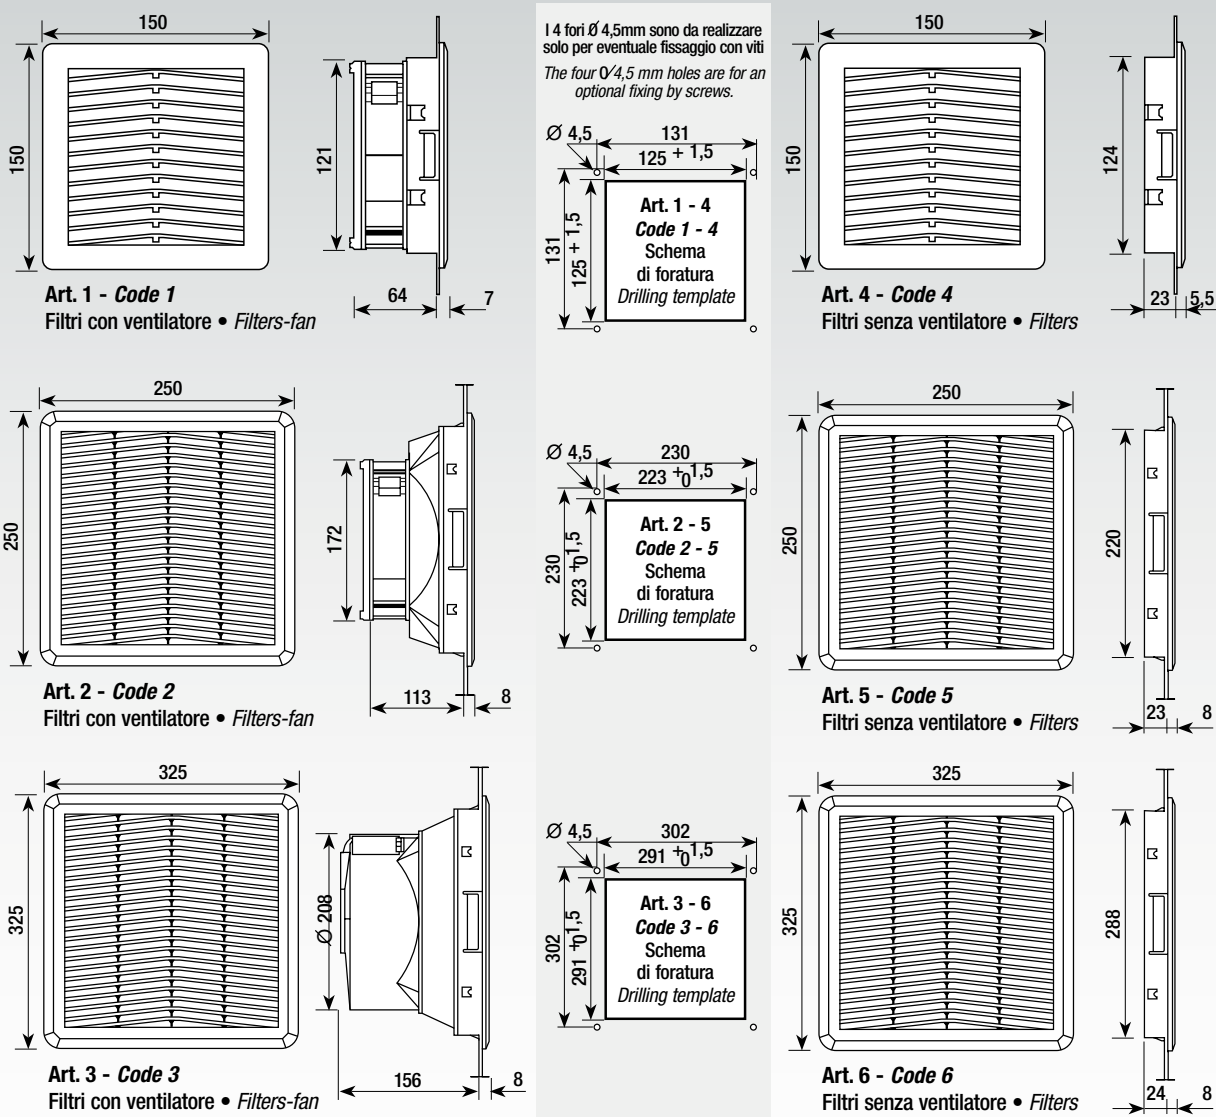 150
150
121
64
7
Art. 1 - Code 1
Filtri con ventilatore • Filters-fan
I 4 fori Ø 4,5mm sono da realizzare
solo per eventuale fissaggio con viti
The four Ø 4,5 mm holes are for an
optional fixing by screws.
Ø 4,5
131
125 + 1,5
131
125 + 1,5
Art. 1 - 4
Code 1 - 4
Schema
di foratura
Drilling template
150
150
124
23
5,5
Art. 4 - Code 4
Filtri senza ventilatore • Filters
250
250
172
113
8
Art. 2 - Code 2
Filtri con ventilatore • Filters-fan
Ø 4,5
230
223 +0 1,5
230
223 +0 1,5
Art. 2 - 5
Code 2 - 5
Schema
di foratura
Drilling template
250
250
220
23
8
Art. 5 - Code 5
Filtri senza ventilatore • Filters
325
325
Ø 208
156
8
Art. 3 - Code 3
Filtri con ventilatore • Filters-fan
Ø 4,5
302
291 +0 1,5
302
291 +0 1,5
Art. 3 - 6
Code 3 - 6
Schema
di foratura
Drilling template
325
325
288
24
8
Art. 6 - Code 6
Filtri senza ventilatore • Filters